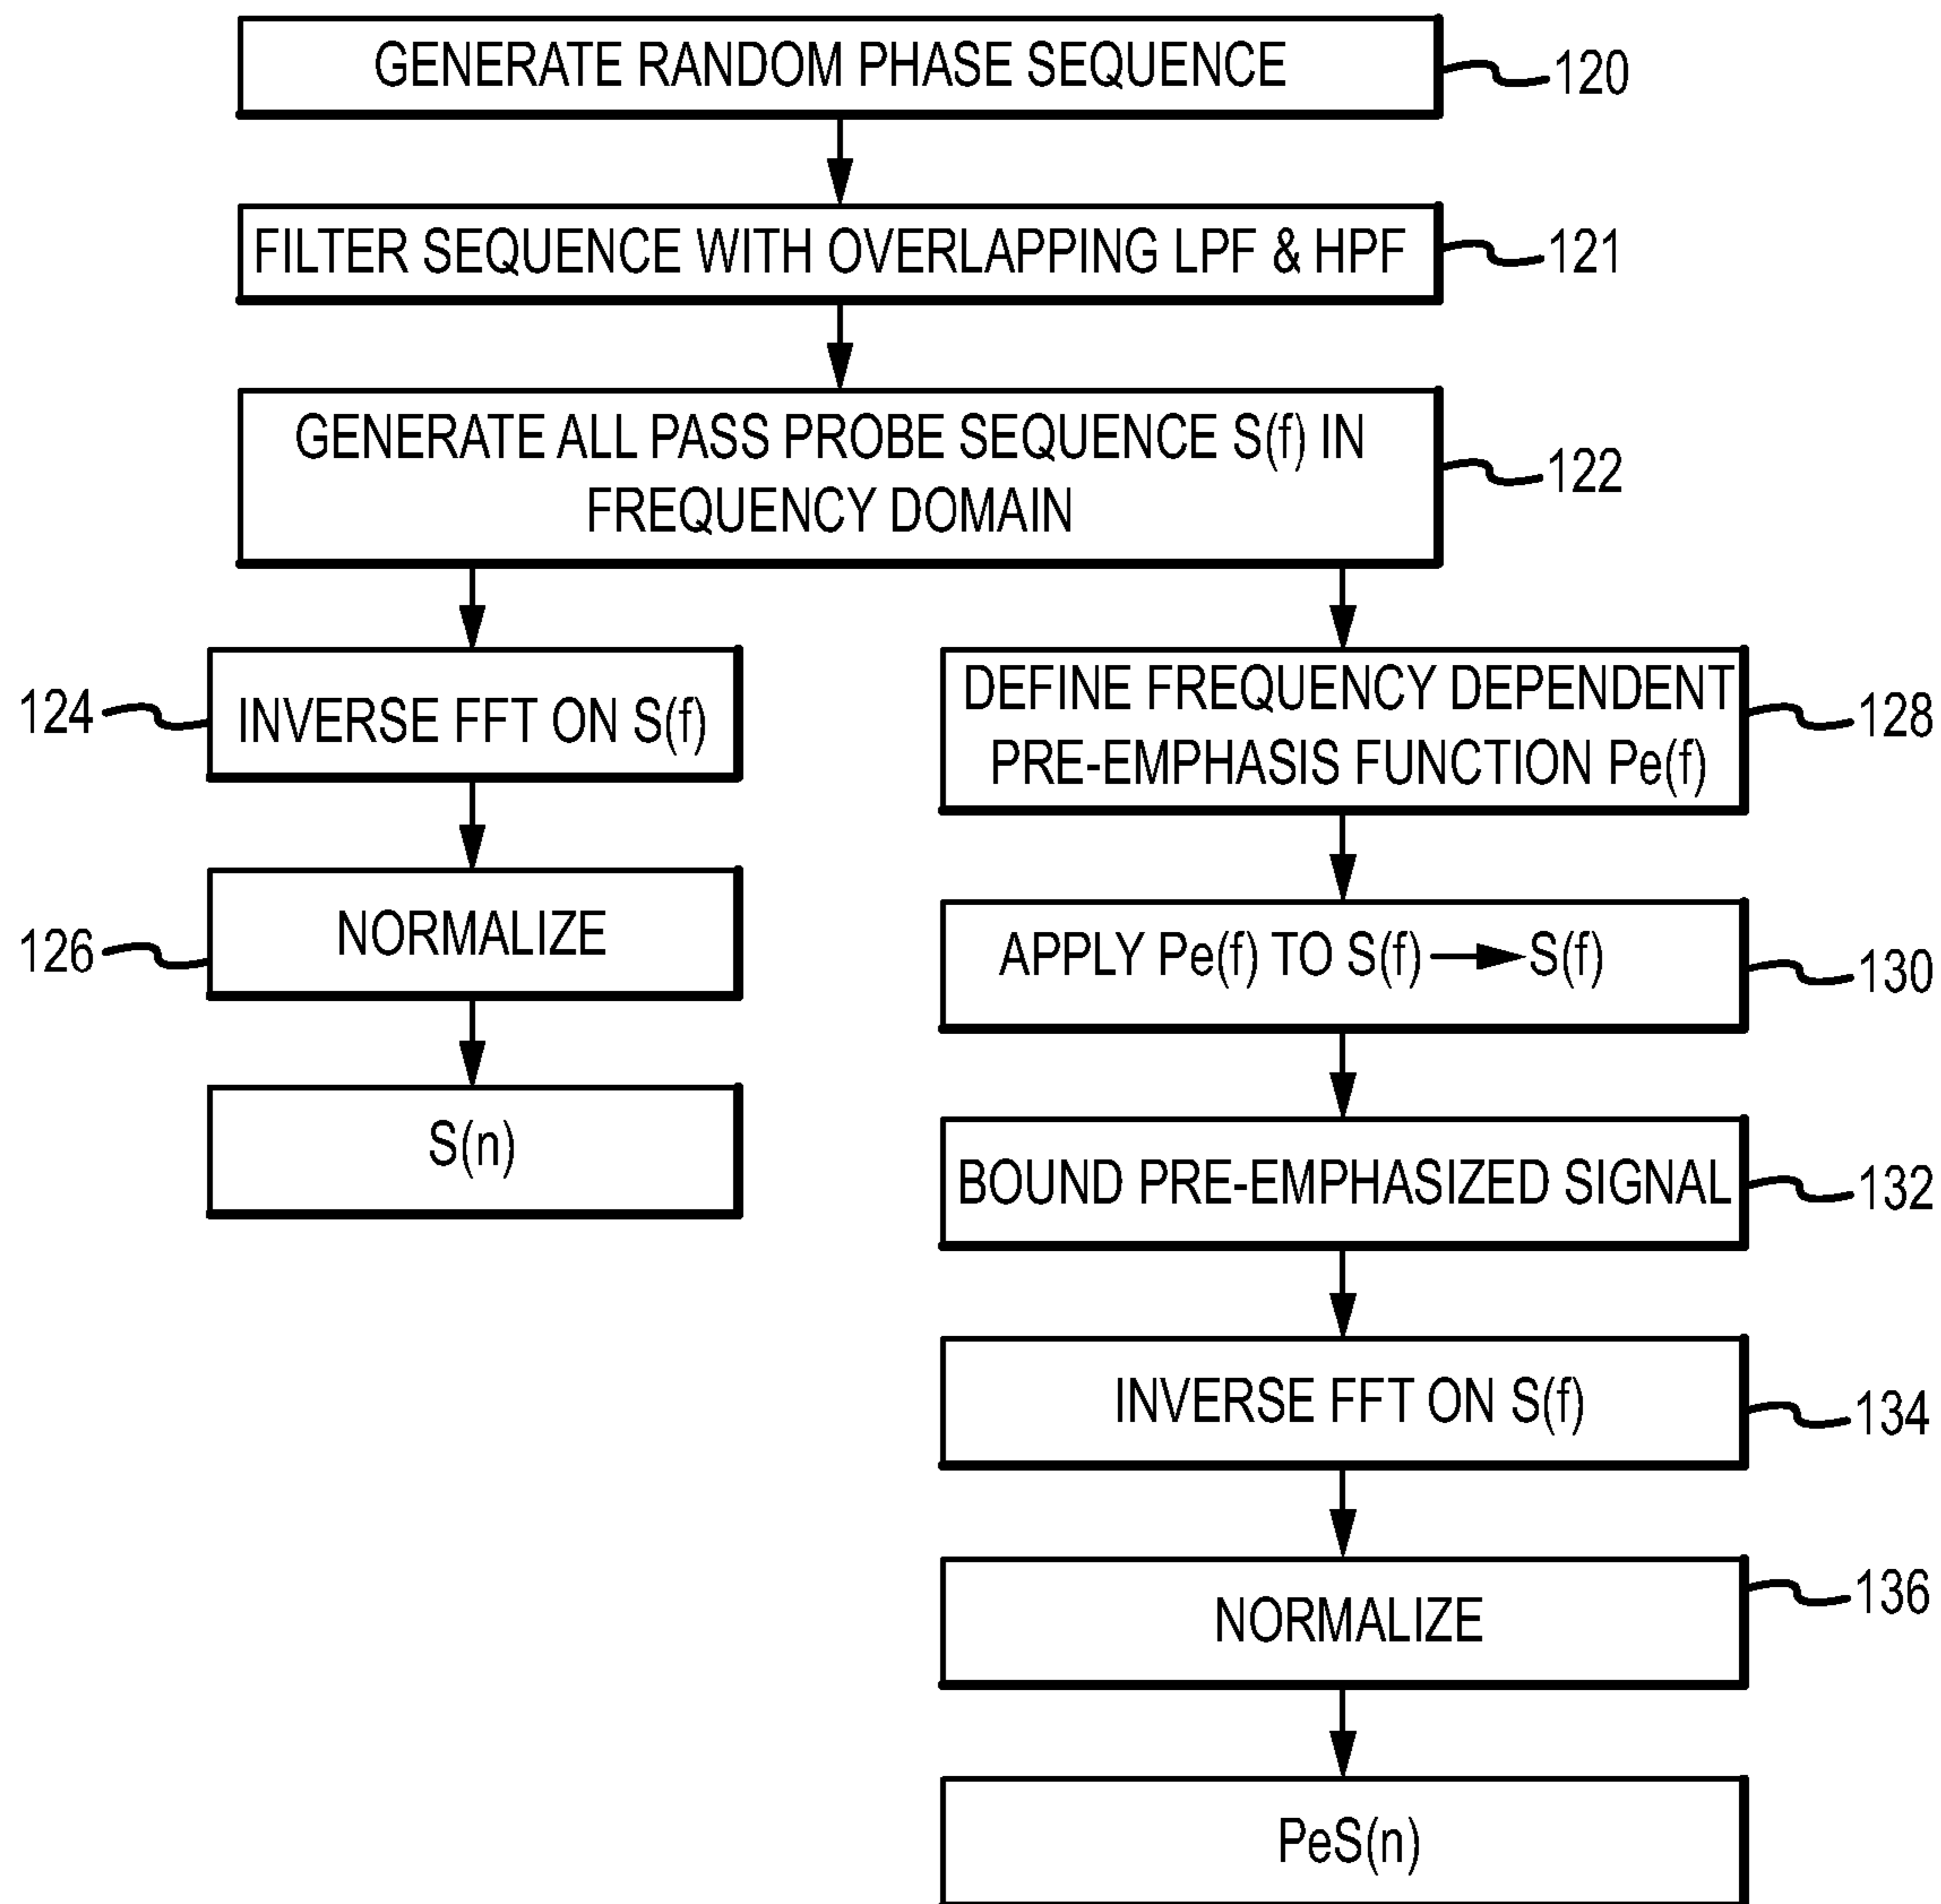 GENERATE RANDOM PHASE SEQUENCE
120
FILTER SEQUENCE WITH OVERLAPPING LPF & HPF
121
GENERATE ALL PASS PROBE SEQUENCE S(f) IN
FREQUENCY DOMAIN
122
124
INVERSE FFT ON S(f)
126
NORMALIZE
S(n)
DEFINE FREQUENCY DEPENDENT
PRE-EMPHASIS FUNCTION Pe(f)
128
APPLY Pe(f) TO S(f) → S(f)
130
BOUND PRE-EMPHASIZED SIGNAL
132
INVERSE FFT ON S(f)
134
NORMALIZE
136
PeS(n)